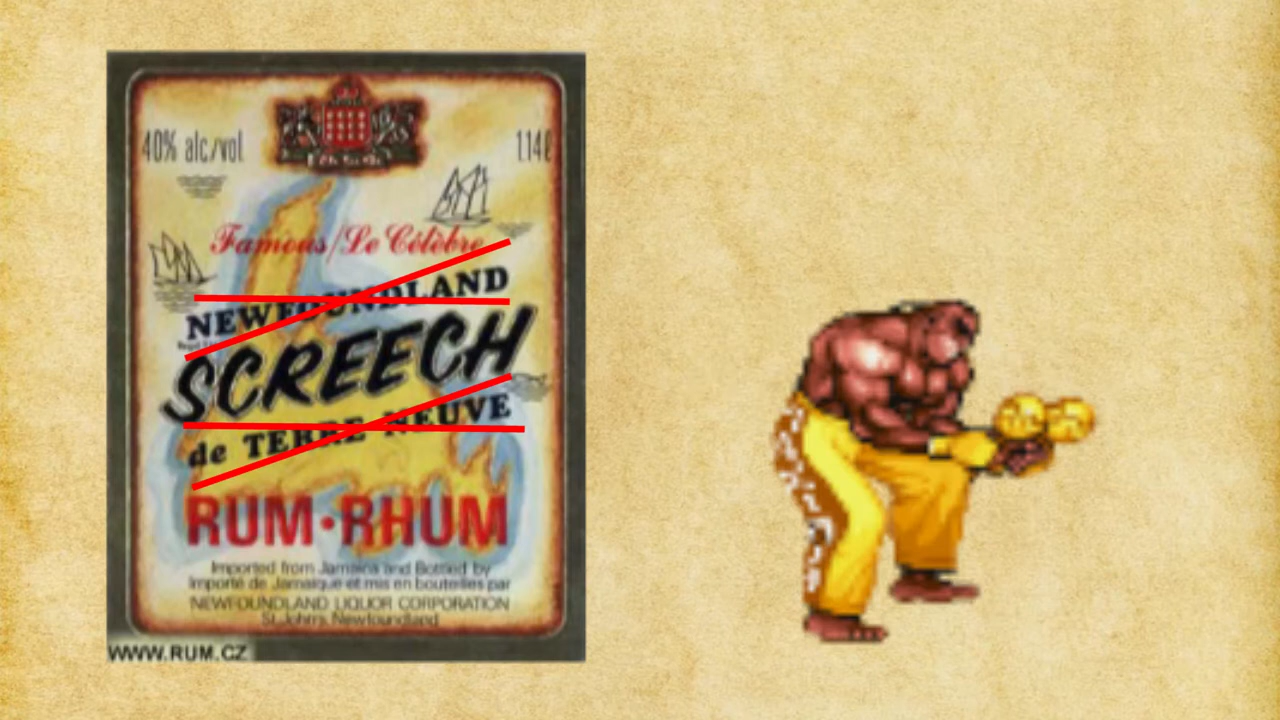 40% alc/vol 1.14ℓ
Famous/Le Célèbre
NEWFOUNDLAND
SCREECH
de TERRE NEUVE
RUM•RHUM
Imported from Jamaica and Bottled by
Importé de Jamaïque et mis en bouteilles par
NEWFOUNDLAND LIQUOR CORPORATION
St. John's, Newfoundland
WWW.RUM.CZ